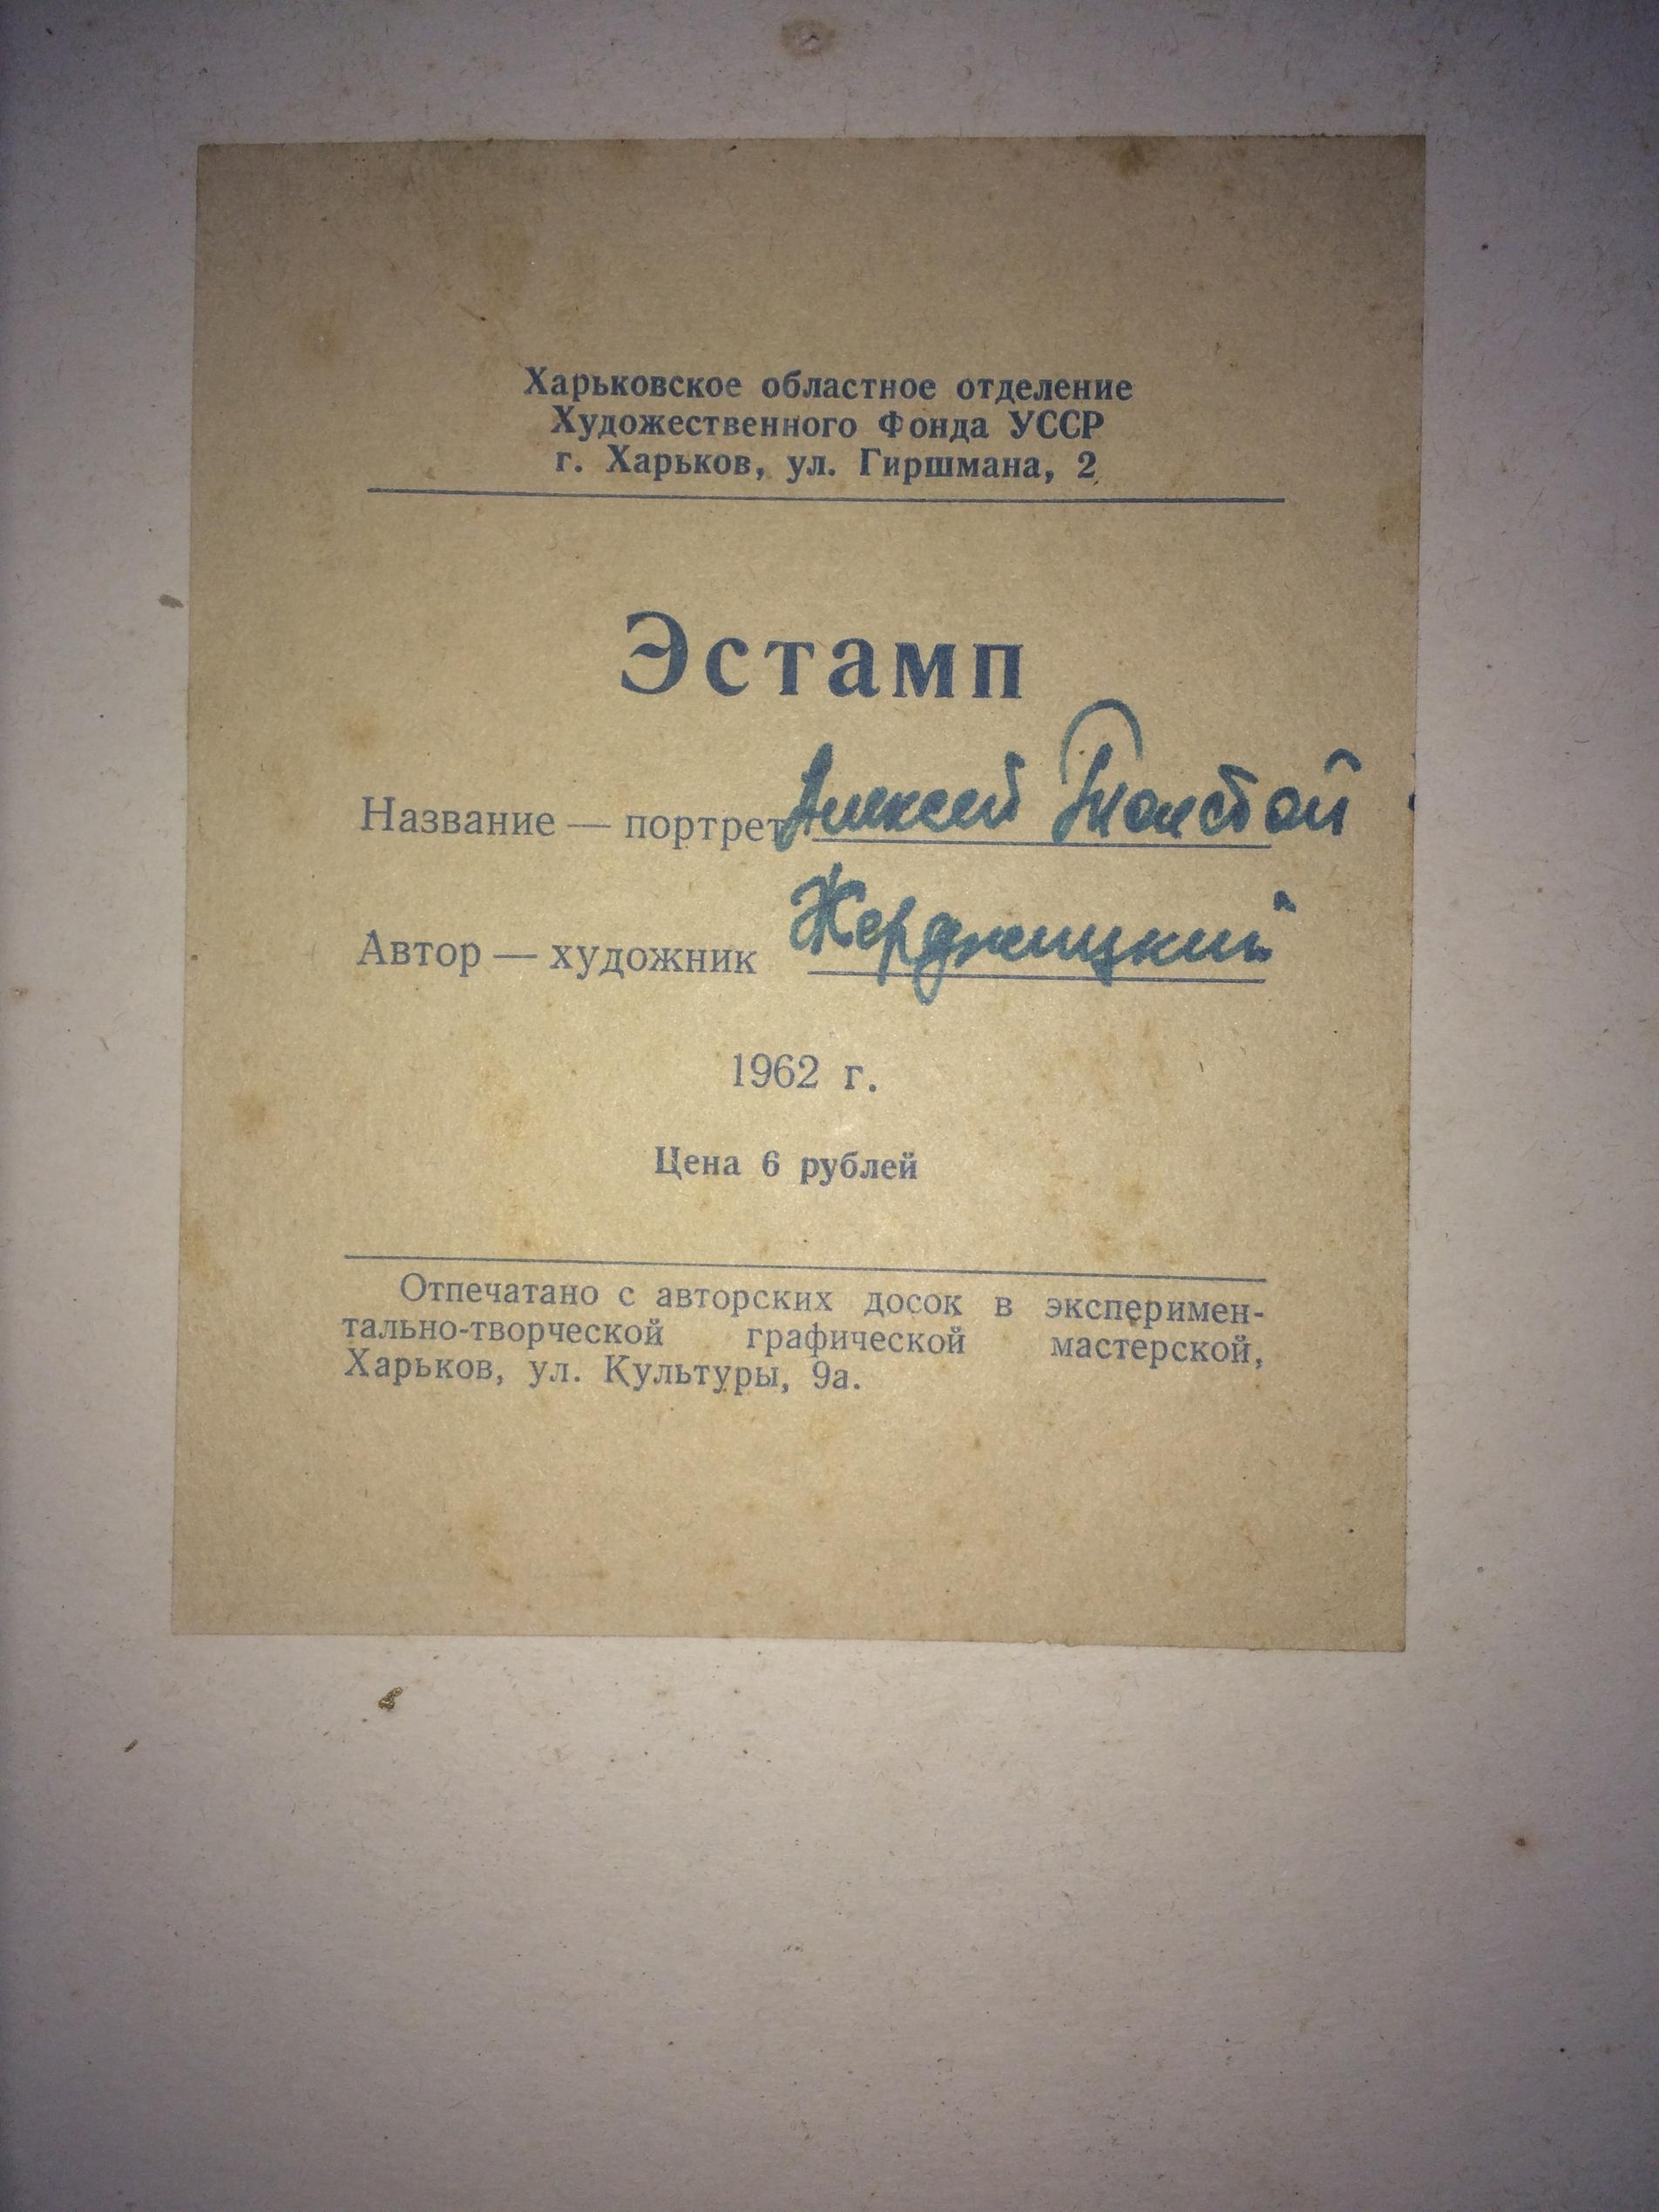 Харьковское областное отделение
Художественного Фонда УССР
г. Харьков, ул. Гиршмана, 2
Эстамп
Название — портрет Алексей Толстой
Автор — художник Жерджицкий
1962 г.
Цена 6 рублей
Отпечатано с авторских досок в эксперимен-
тально-творческой графической мастерской,
Харьков, ул. Культуры, 9а.